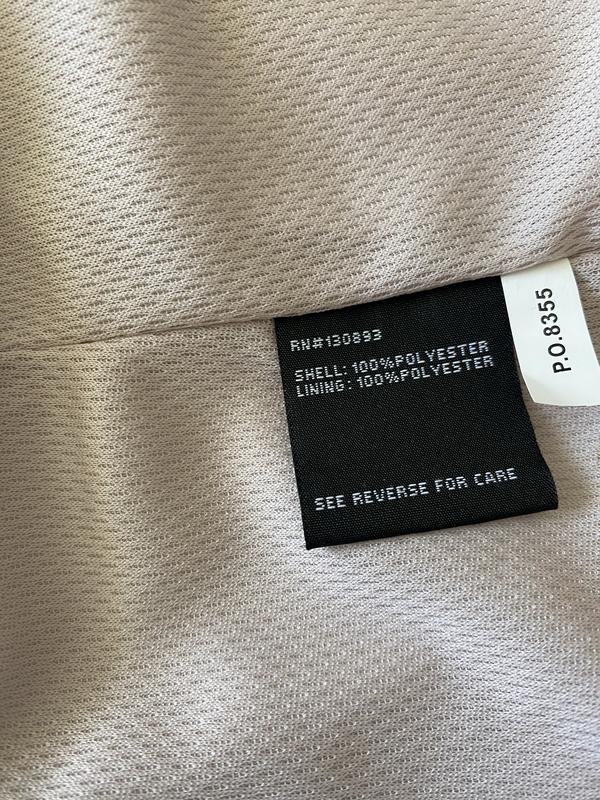 RN#130893
SHELL: 100%POLYESTER
LINING: 100%POLYESTER
SEE REVERSE FOR CARE
P.O.8355